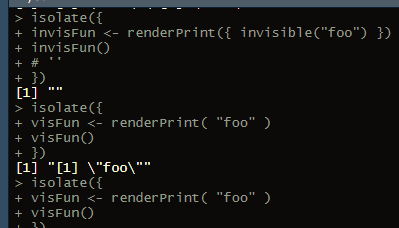 > isolate({
+ invisFun <- renderPrint({ invisible("foo") })
+ invisFun()
+ # ''
+ })
[1] ""
> isolate({
+ visFun <- renderPrint( "foo" )
+ visFun()
+ })
[1] "[1] \"foo\""
> isolate({
+ visFun <- renderPrint( "foo" )
+ visFun()
+ })